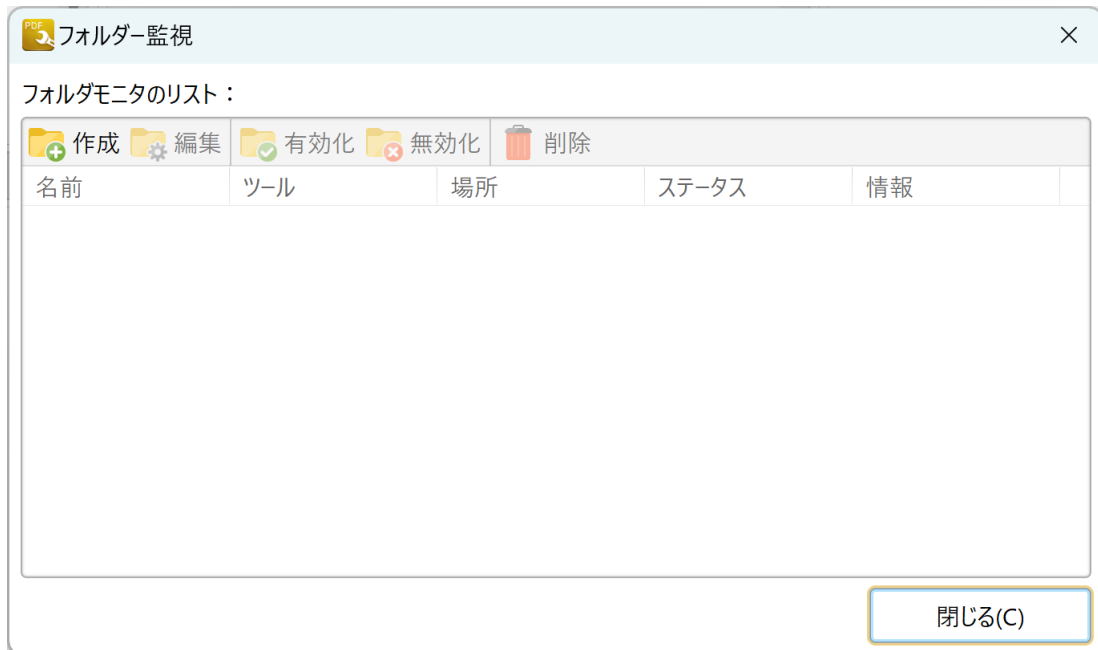 PDF フォルダー監視
フォルダモニタのリスト：
作成 編集 有効化 無効化 削除
名前 ツール 場所 ステータス 情報
閉じる(C)